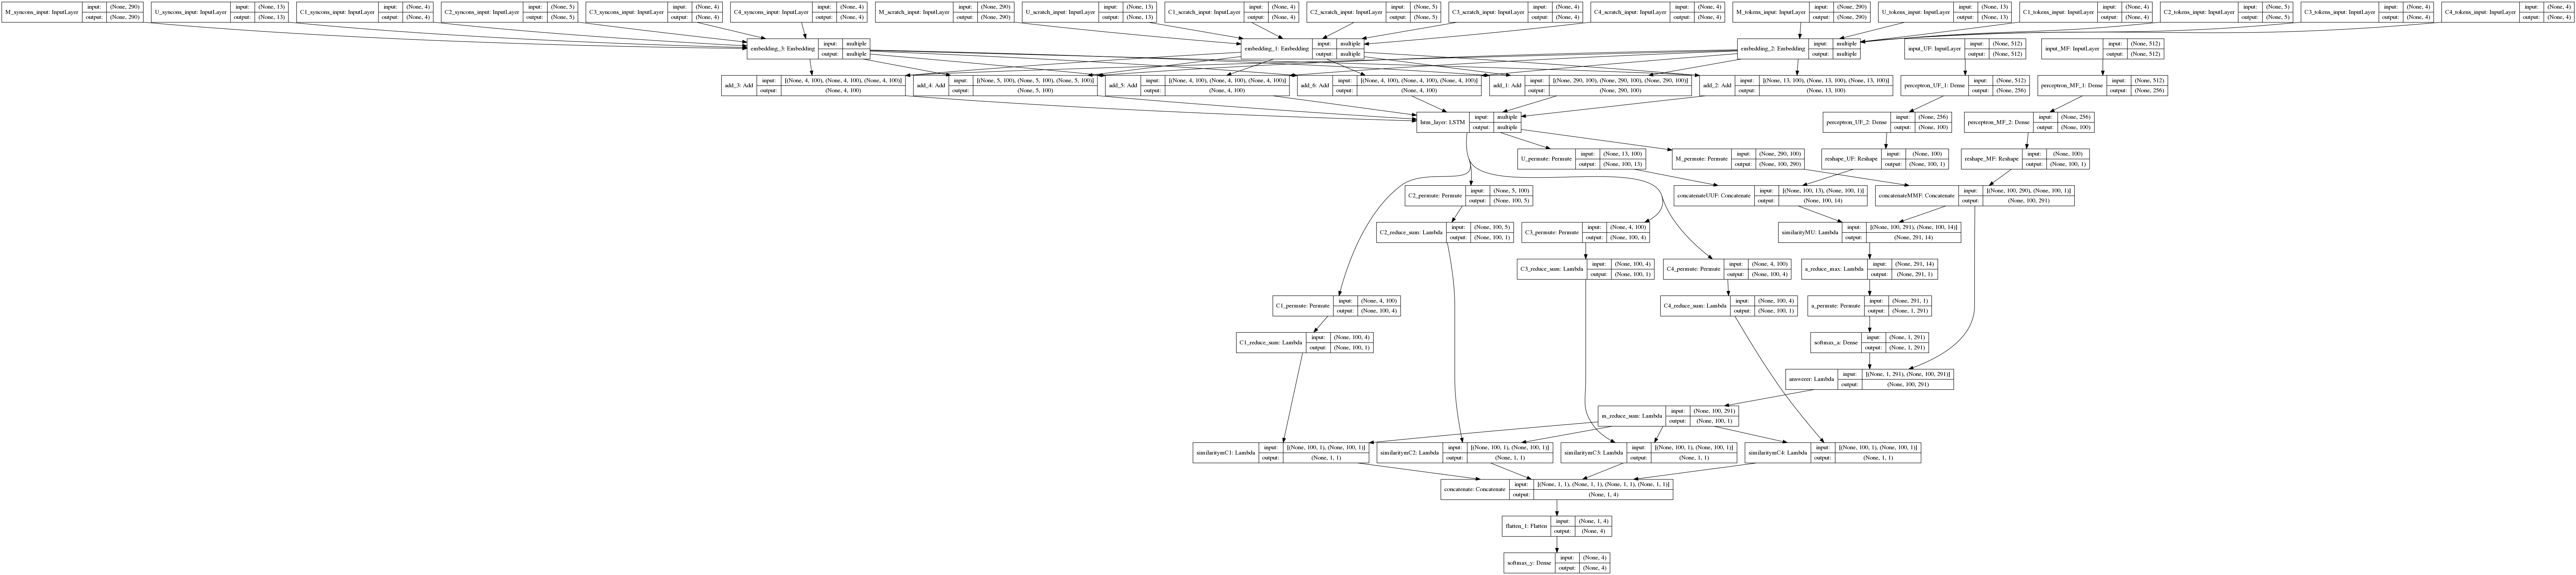 M_syncons_input: InputLayer input: (None, 290) output: (None, 290)
U_syncons_input: InputLayer input: (None, 13) output: (None, 13)
C1_syncons_input: InputLayer input: (None, 4) output: (None, 4)
C2_syncons_input: InputLayer input: (None, 5) output: (None, 5)
C3_syncons_input: InputLayer input: (None, 4) output: (None, 4)
C4_syncons_input: InputLayer input: (None, 4) output: (None, 4)
M_scratch_input: InputLayer input: (None, 290) output: (None, 290)
U_scratch_input: InputLayer input: (None, 13) output: (None, 13)
C1_scratch_input: InputLayer input: (None, 4) output: (None, 4)
C2_scratch_input: InputLayer input: (None, 5) output: (None, 5)
C3_scratch_input: InputLayer input: (None, 4) output: (None, 4)
C4_scratch_input: InputLayer input: (None, 4) output: (None, 4)
M_tokens_input: InputLayer input: (None, 290) output: (None, 290)
U_tokens_input: InputLayer input: (None, 13) output: (None, 13)
C1_tokens_input: InputLayer input: (None, 4) output: (None, 4)
C2_tokens_input: InputLayer input: (None, 5) output: (None, 5)
C3_tokens_input: InputLayer input: (None, 4) output: (None, 4)
C4_tokens_input: InputLayer input: (None, 4) output: (None, 4)
embedding_3: Embedding input: multiple output: multiple
embedding_1: Embedding input: multiple output: multiple
embedding_2: Embedding input: multiple output: multiple
input_UF: InputLayer input: (None, 512) output: (None, 512)
input_MF: InputLayer input: (None, 512) output: (None, 512)
add_3: Add input: [(None, 4, 100), (None, 4, 100), (None, 4, 100)] output: (None, 4, 100)
add_4: Add input: [(None, 5, 100), (None, 5, 100), (None, 5, 100)] output: (None, 5, 100)
add_5: Add input: [(None, 4, 100), (None, 4, 100), (None, 4, 100)] output: (None, 4, 100)
add_6: Add input: [(None, 4, 100), (None, 4, 100), (None, 4, 100)] output: (None, 4, 100)
add_1: Add input: [(None, 290, 100), (None, 290, 100), (None, 290, 100)] output: (None, 290, 100)
add_2: Add input: [(None, 13, 100), (None, 13, 100), (None, 13, 100)] output: (None, 13, 100)
perceptron_UF_1: Dense input: (None, 512) output: (None, 256)
perceptron_MF_1: Dense input: (None, 512) output: (None, 256)
lstm_layer: LSTM input: multiple output: multiple
perceptron_UF_2: Dense input: (None, 256) output: (None, 100)
perceptron_MF_2: Dense input: (None, 256) output: (None, 100)
U_permute: Permute input: (None, 13, 100) output: (None, 100, 13)
M_permute: Permute input: (None, 290, 100) output: (None, 100, 290)
reshape_UF: Reshape input: (None, 100) output: (None, 100, 1)
reshape_MF: Reshape input: (None, 100) output: (None, 100, 1)
C2_permute: Permute input: (None, 5, 100) output: (None, 100, 5)
concatenateUUF: Concatenate input: [(None, 100, 13), (None, 100, 1)] output: (None, 100, 14)
concatenateMMF: Concatenate input: [(None, 100, 290), (None, 100, 1)] output: (None, 100, 291)
C2_reduce_sum: Lambda input: (None, 100, 5) output: (None, 100, 1)
C3_permute: Permute input: (None, 4, 100) output: (None, 100, 4)
similarityMU: Lambda input: [(None, 100, 291), (None, 100, 14)] output: (None, 291, 14)
C3_reduce_sum: Lambda input: (None, 100, 4) output: (None, 100, 1)
C4_permute: Permute input: (None, 4, 100) output: (None, 100, 4)
a_reduce_max: Lambda input: (None, 291, 14) output: (None, 291, 1)
C1_permute: Permute input: (None, 4, 100) output: (None, 100, 4)
C4_reduce_sum: Lambda input: (None, 100, 4) output: (None, 100, 1)
a_permute: Permute input: (None, 291, 1) output: (None, 1, 291)
C1_reduce_sum: Lambda input: (None, 100, 4) output: (None, 100, 1)
softmax_a: Dense input: (None, 1, 291) output: (None, 1, 291)
answerer: Lambda input: [(None, 1, 291), (None, 100, 291)] output: (None, 100, 291)
m_reduce_sum: Lambda input: (None, 100, 291) output: (None, 100, 1)
similaritymC1: Lambda input: [(None, 100, 1), (None, 100, 1)] output: (None, 1, 1)
similaritymC2: Lambda input: [(None, 100, 1), (None, 100, 1)] output: (None, 1, 1)
similaritymC3: Lambda input: [(None, 100, 1), (None, 100, 1)] output: (None, 1, 1)
similaritymC4: Lambda input: [(None, 100, 1), (None, 100, 1)] output: (None, 1, 1)
concatenate: Concatenate input: [(None, 1, 1), (None, 1, 1), (None, 1, 1), (None, 1, 1)] output: (None, 1, 4)
flatten_1: Flatten input: (None, 1, 4) output: (None, 4)
softmax_y: Dense input: (None, 4) output: (None, 4)